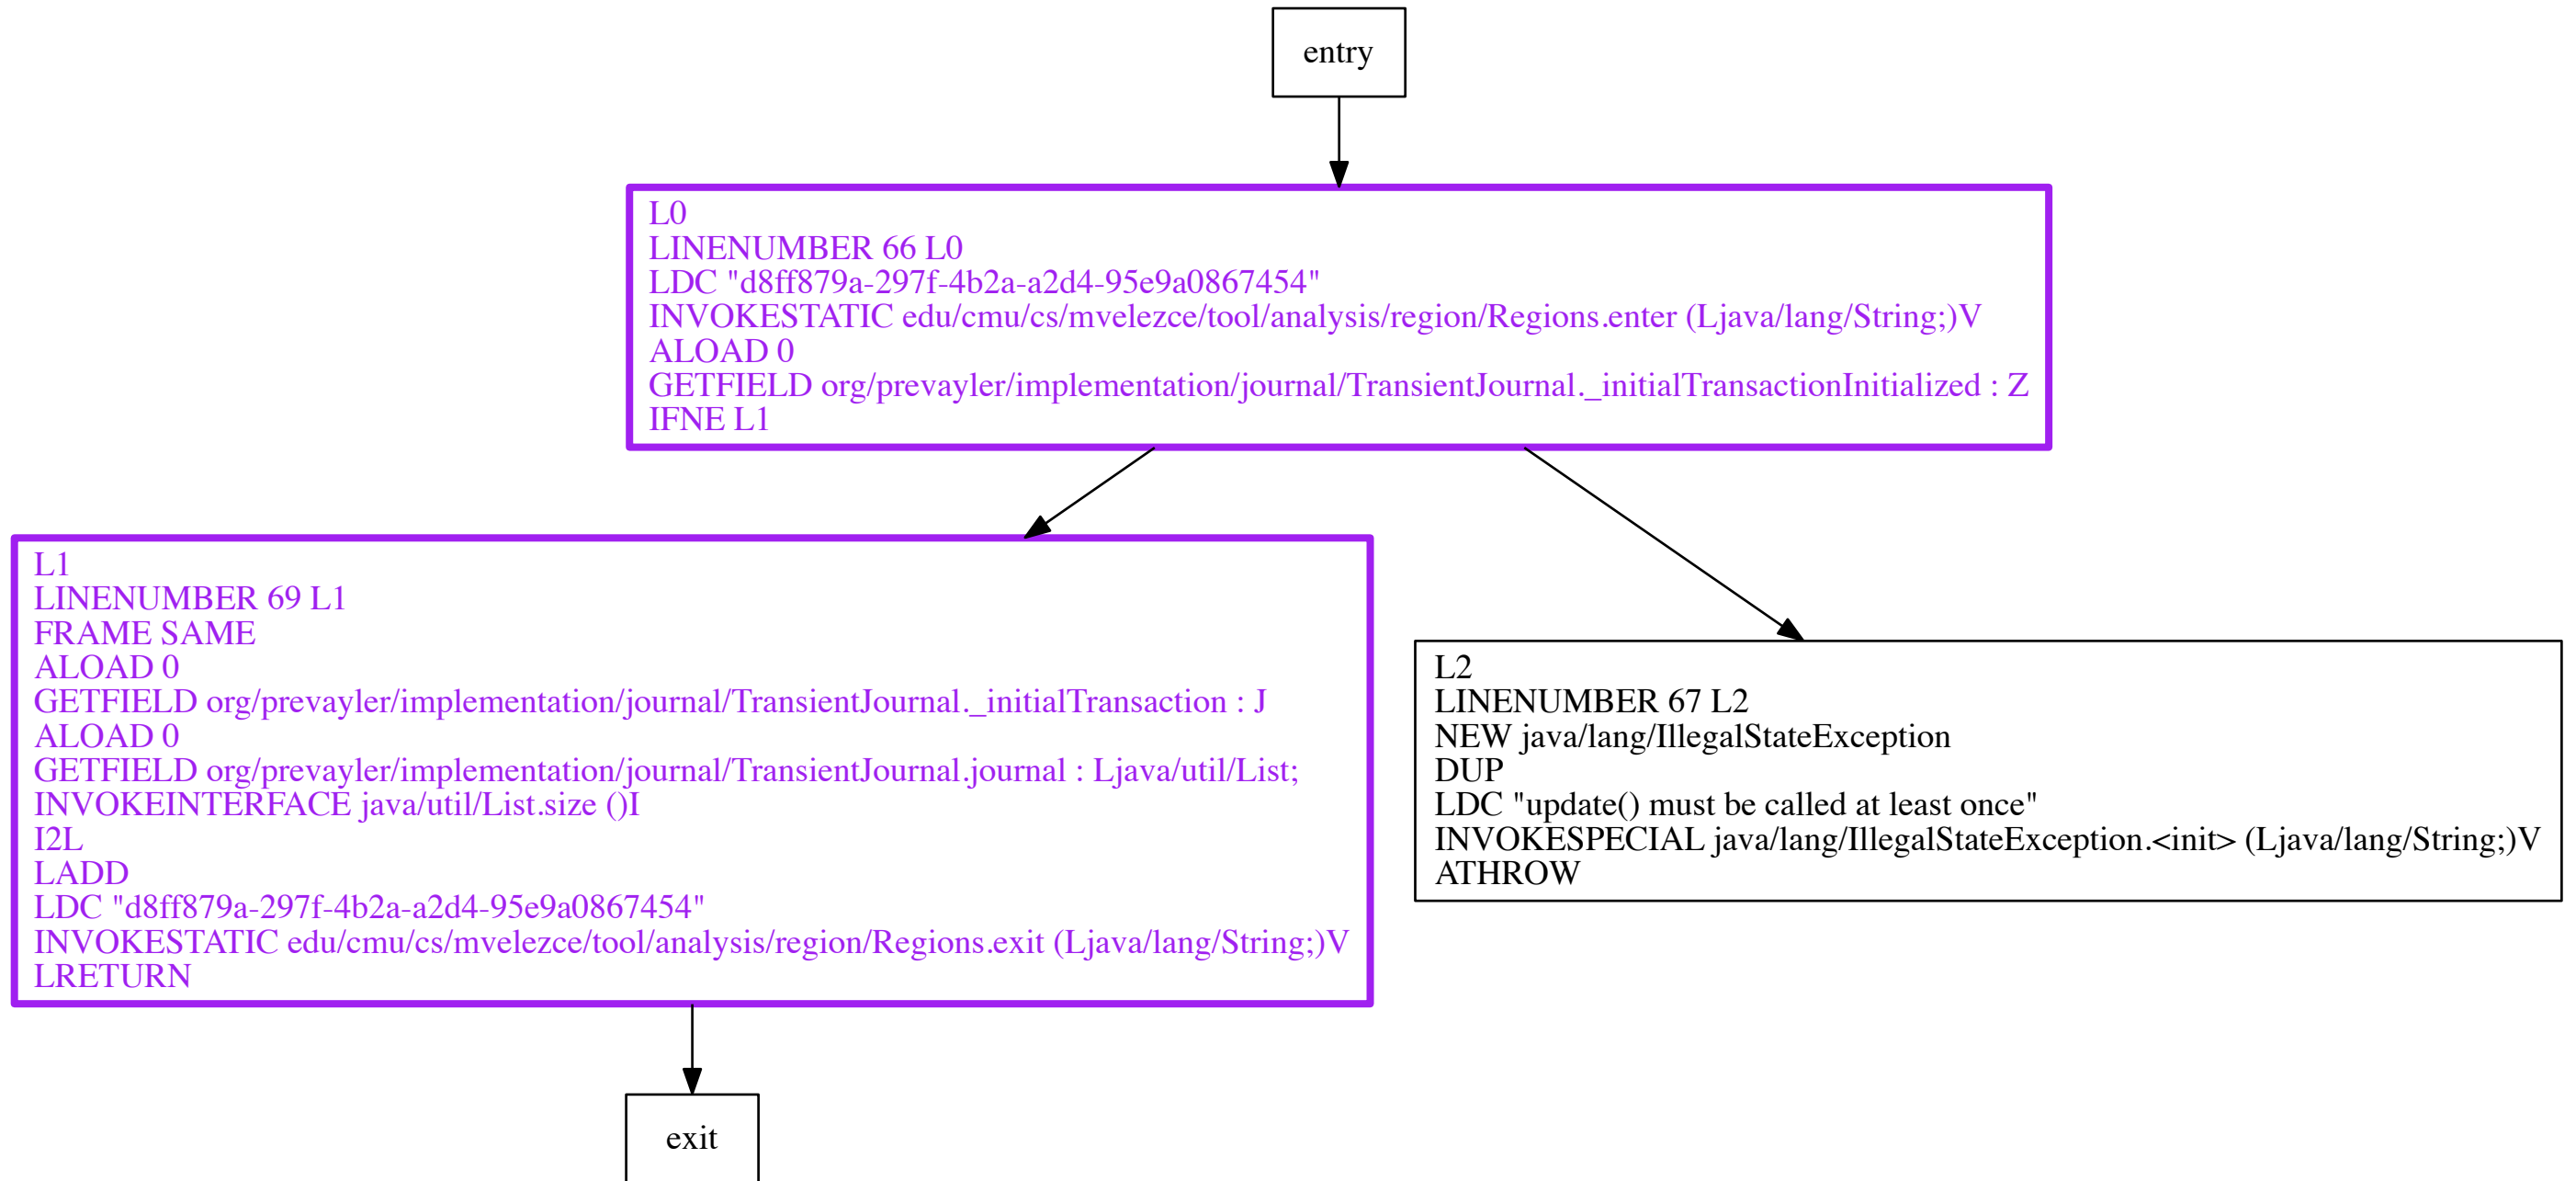 entry
L0
LINENUMBER 66 L0
LDC "d8ff879a-297f-4b2a-a2d4-95e9a0867454"
INVOKESTATIC edu/cmu/cs/mvelezce/tool/analysis/region/Regions.enter (Ljava/lang/String;)V
ALOAD 0
GETFIELD org/prevayler/implementation/journal/TransientJournal._initialTransactionInitialized : Z
IFNE L1
L1
LINENUMBER 69 L1
FRAME SAME
ALOAD 0
GETFIELD org/prevayler/implementation/journal/TransientJournal._initialTransaction : J
ALOAD 0
GETFIELD org/prevayler/implementation/journal/TransientJournal.journal : Ljava/util/List;
INVOKEINTERFACE java/util/List.size ()I
I2L
LADD
LDC "d8ff879a-297f-4b2a-a2d4-95e9a0867454"
INVOKESTATIC edu/cmu/cs/mvelezce/tool/analysis/region/Regions.exit (Ljava/lang/String;)V
LRETURN
L2
LINENUMBER 67 L2
NEW java/lang/IllegalStateException
DUP
LDC "update() must be called at least once"
INVOKESPECIAL java/lang/IllegalStateException.<init> (Ljava/lang/String;)V
ATHROW
exit